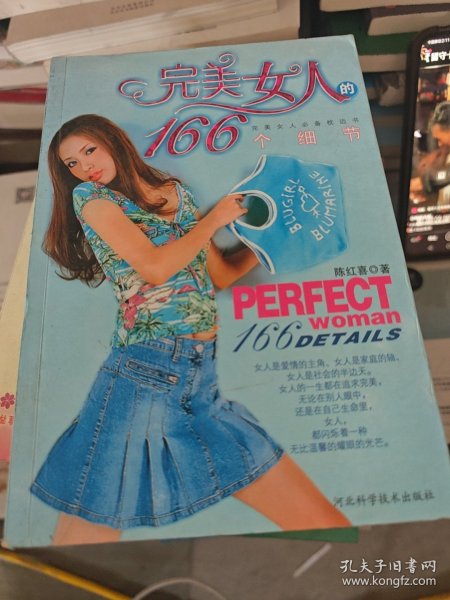 完美女人的
166个细节
完美女人必备枕边书
BLUGIRL
BLUMARINE
陈红喜◎著
PERFECT
woman
166 DETAILS
女人是爱情的主角、女人是家庭的轴、
女人是社会的半边天。
女人的一生都在追求完美，
无论在别人眼中，
还是在自己生命里，
女人，
都闪烁着一种
无比温馨的耀眼的光芒。
河北科学技术出版社
孔夫子旧书网
www.kongfz.com